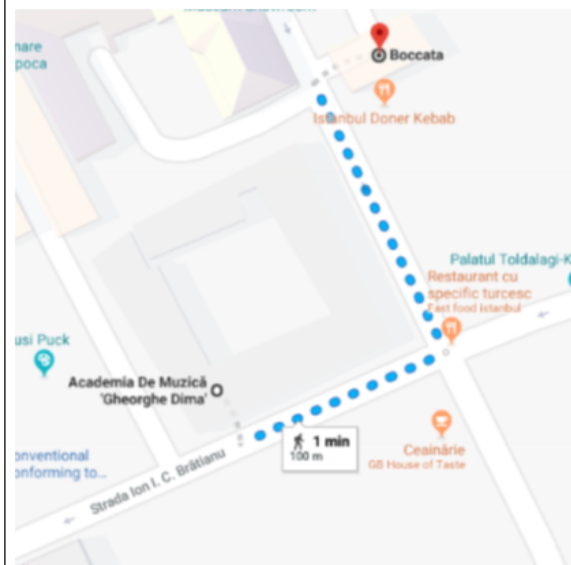 nare
poca
Boccata
Istanbul Doner Kebab
Palatul Toldalagi-K
Restaurant cu
specific turcesc
Fast food Istanbul
usi Puck
Academia De Muzică
'Gheorghe Dima'
1 min
100 m
Ceainărie
GB House of Taste
onventional
onforming to...
Strada Ion I. C. Brătianu